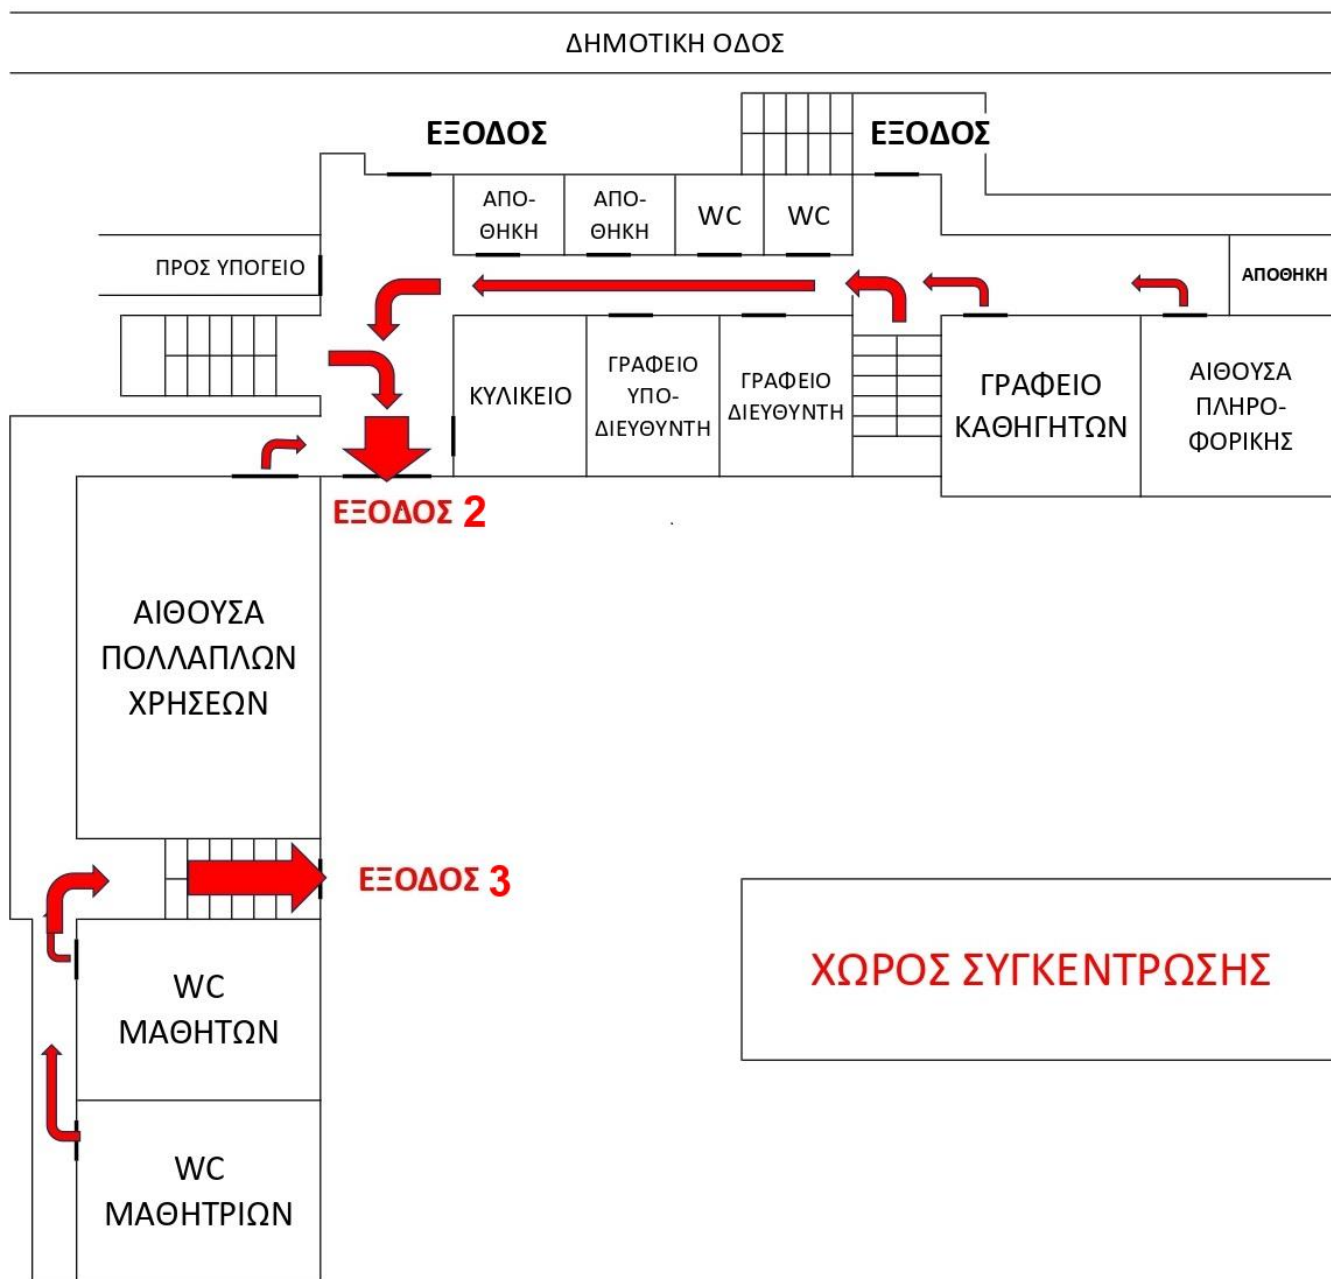 ΔΗΜΟΤΙΚΗ ΟΔΟΣ
ΕΞΟΔΟΣ
ΕΞΟΔΟΣ
ΑΠΟ-
ΘΗΚΗ
ΑΠΟ-
ΘΗΚΗ
WC
WC
ΠΡΟΣ ΥΠΟΓΕΙΟ
ΑΠΟΘΗΚΗ
ΚΥΛΙΚΕΙΟ
ΓΡΑΦΕΙΟ
ΥΠΟ-
ΔΙΕΥΘΥΝΤΗ
ΓΡΑΦΕΙΟ
ΔΙΕΥΘΥΝΤΗ
ΓΡΑΦΕΙΟ
ΚΑΘΗΓΗΤΩΝ
ΑΙΘΟΥΣΑ
ΠΛΗΡΟ-
ΦΟΡΙΚΗΣ
ΕΞΟΔΟΣ 2
ΑΙΘΟΥΣΑ
ΠΟΛΛΑΠΛΩΝ
ΧΡΗΣΕΩΝ
ΕΞΟΔΟΣ 3
ΧΩΡΟΣ ΣΥΓΚΕΝΤΡΩΣΗΣ
WC
ΜΑΘΗΤΩΝ
WC
ΜΑΘΗΤΡΙΩΝ